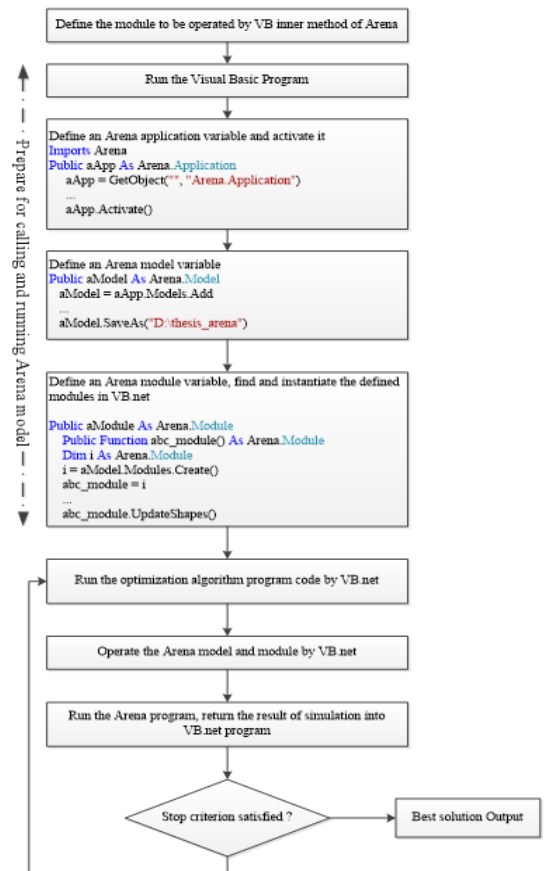 Define the module to be operated by VB inner method of Arena
Run the Visual Basic Program
Prepare for calling and running Arena model
Define an Arena application variable and activate it
Imports Arena
Public aApp As Arena.Application
aApp = GetObject("", "Arena.Application")
...
aApp.Activate()
Define an Arena model variable
Public aModel As Arena.Model
aModel = aApp.Models.Add
...
aModel.SaveAs("D:\thesis_arena")
Define an Arena module variable, find and instantiate the defined
modules in VB.net
Public aModule As Arena.Module
Public Function abc_module() As Arena.Module
Dim i As Arena.Module
i = aModel.Modules.Create()
abc_module = i
...
abc_module.UpdateShapes()
Run the optimization algorithm program code by VB.net
Operate the Arena model and module by VB.net
Run the Arena program, return the result of simulation into
VB.net program
Stop criterion satisfied ?
Best solution Output